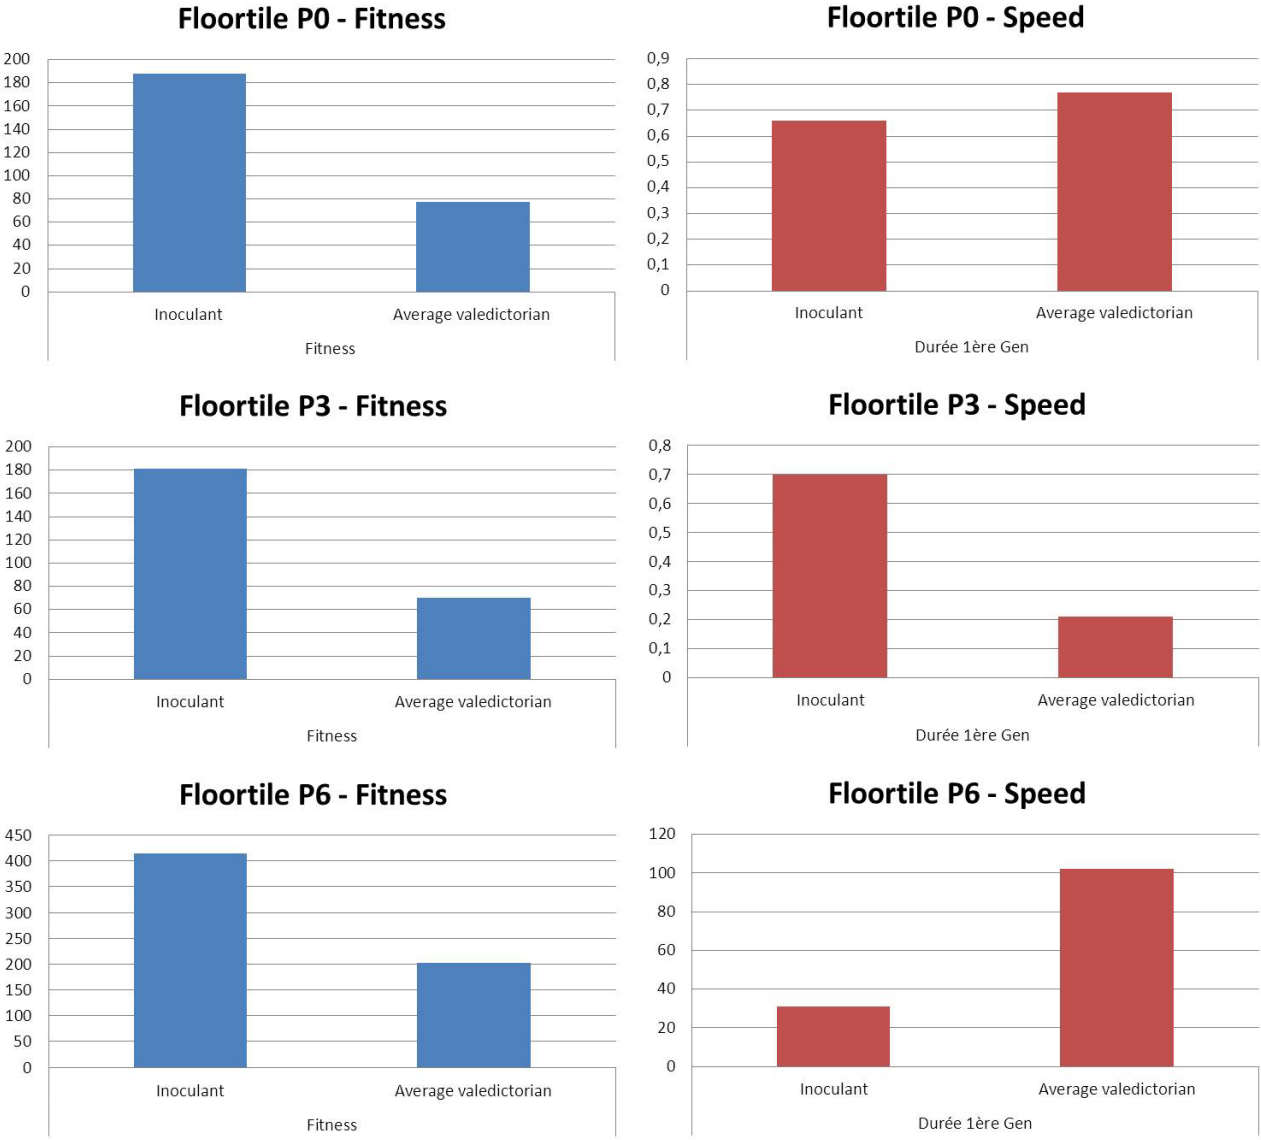 Floortile P0 - Fitness
200
180
160
140
120
100
80
60
40
20
0
Inoculant
Average valedictorian
Fitness
Floortile P0 - Speed
0,9
0,8
0,7
0,6
0,5
0,4
0,3
0,2
0,1
0
Inoculant
Average valedictorian
Durée 1ère Gen
Floortile P3 - Fitness
200
180
160
140
120
100
80
60
40
20
0
Inoculant
Average valedictorian
Fitness
Floortile P3 - Speed
0,8
0,7
0,6
0,5
0,4
0,3
0,2
0,1
0
Inoculant
Average valedictorian
Durée 1ère Gen
Floortile P6 - Fitness
450
400
350
300
250
200
150
100
50
0
Inoculant
Average valedictorian
Fitness
Floortile P6 - Speed
120
100
80
60
40
20
0
Inoculant
Average valedictorian
Durée 1ère Gen